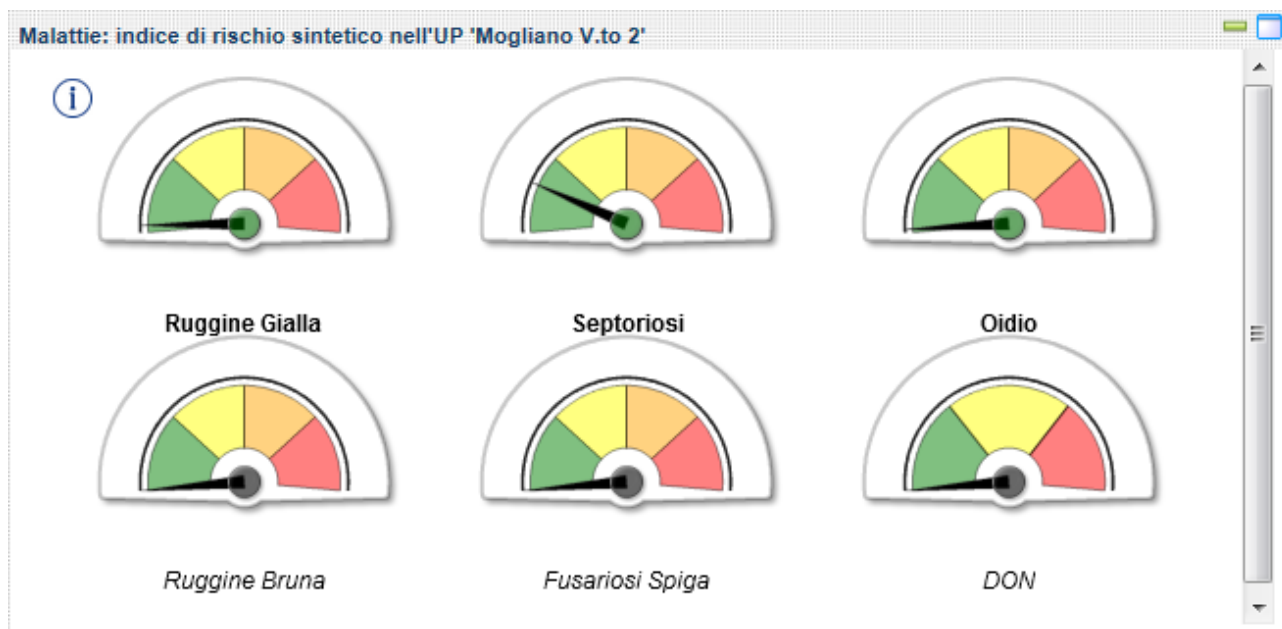 Malattie: indice di rischio sintetico nell'UP 'Mogliano V.to 2'
i
Ruggine Gialla
Septoriosi
Oidio
Ruggine Bruna
Fusariosi Spiga
DON